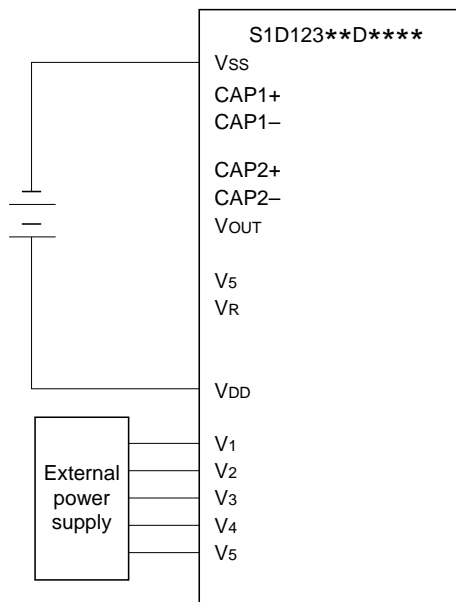 S1D123**D****
VSS
CAP1+
CAP1–
CAP2+
CAP2–
VOUT
V5
VR
VDD
External
power
supply
V1
V2
V3
V4
V5